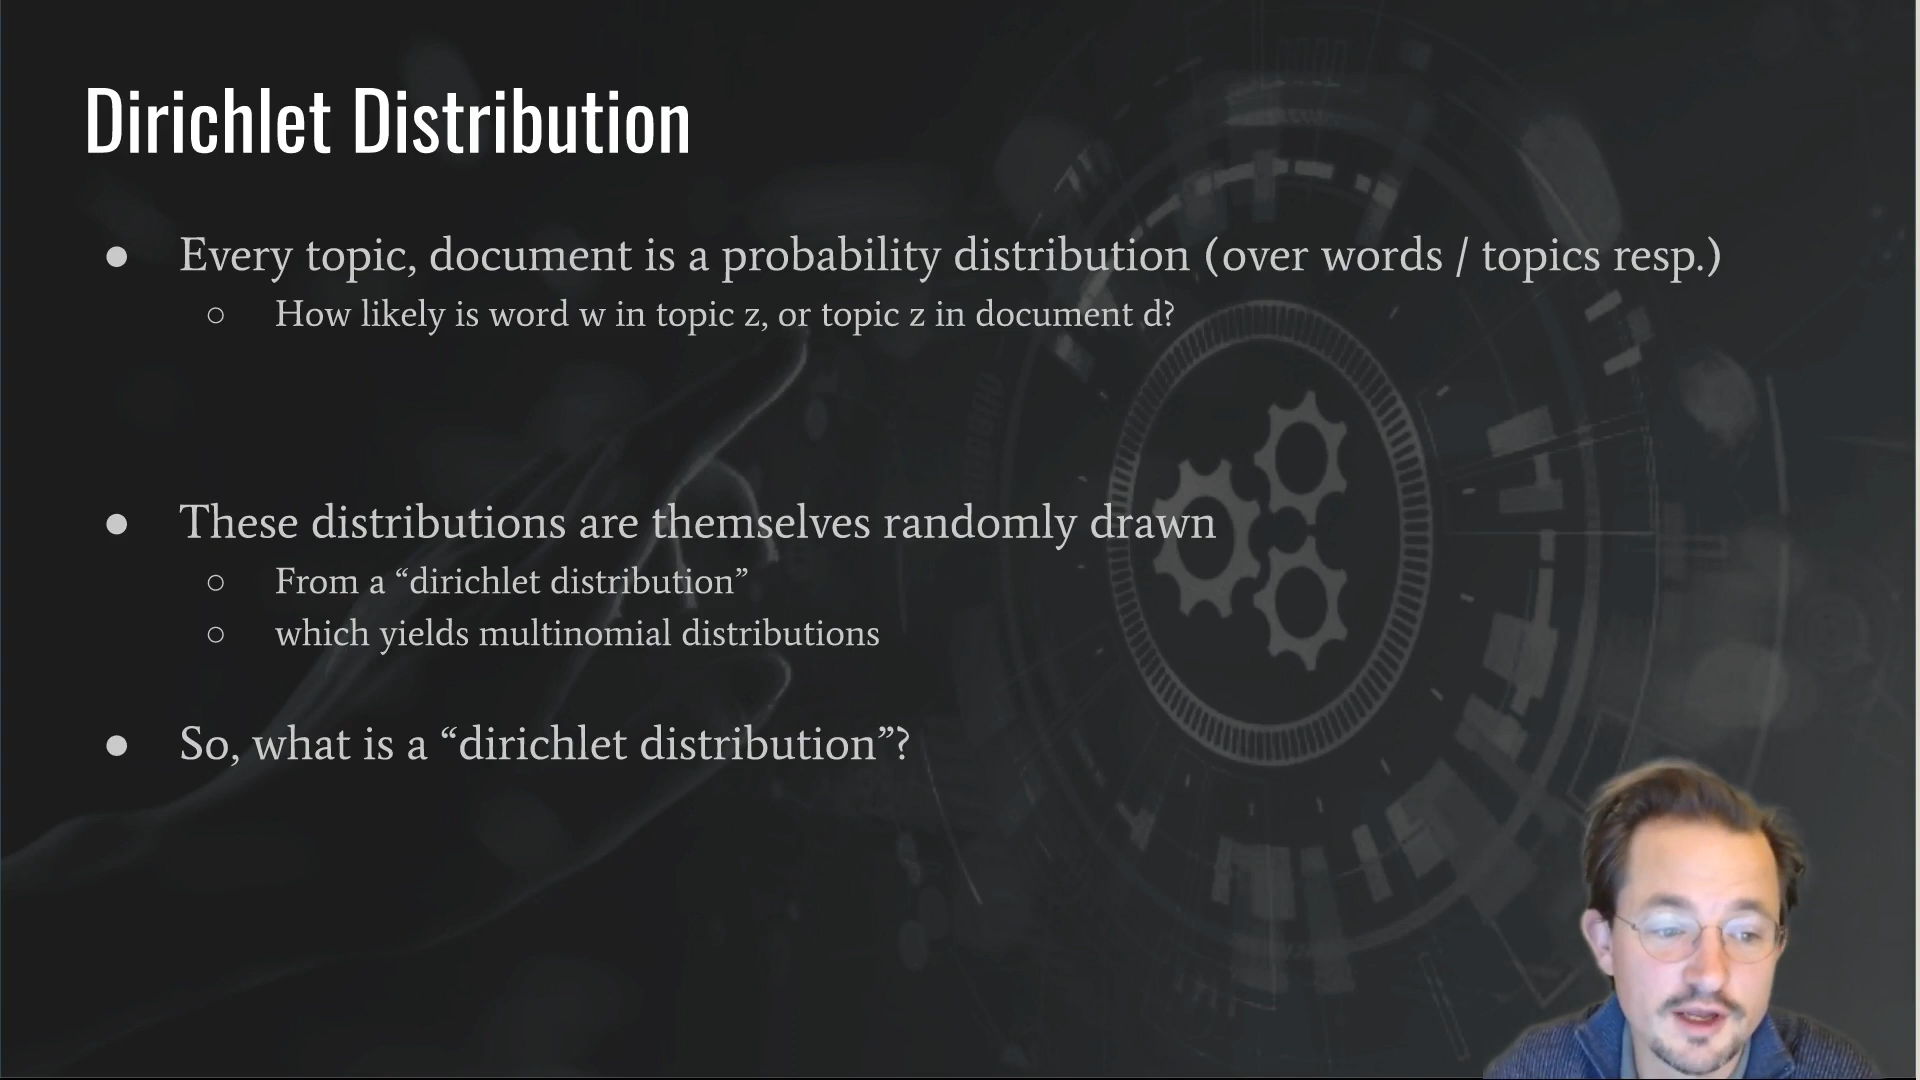 Dirichlet Distribution
● Every topic, document is a probability distribution (over words / topics resp.)
○ How likely is word w in topic z, or topic z in document d?
● These distributions are themselves randomly drawn
○ From a “dirichlet distribution”
○ which yields multinomial distributions
● So, what is a “dirichlet distribution”?